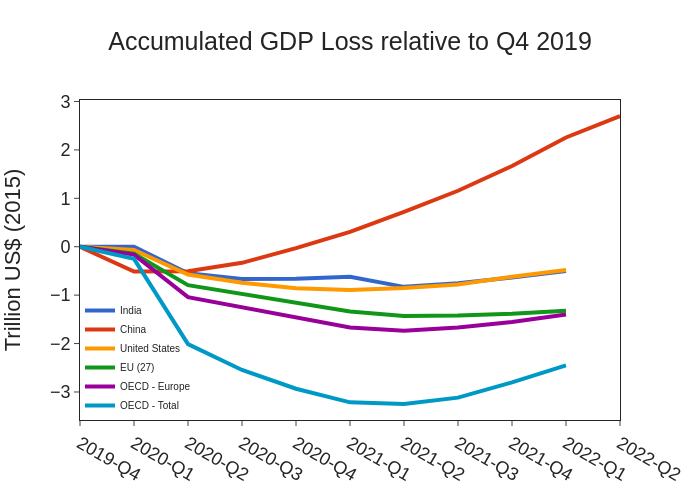 Accumulated GDP Loss relative to Q4 2019
Trillion US$ (2015)
3
2
1
0
−1
−2
−3
India
China
United States
EU (27)
OECD - Europe
OECD - Total
2019-Q4
2020-Q1
2020-Q2
2020-Q3
2020-Q4
2021-Q1
2021-Q2
2021-Q3
2021-Q4
2022-Q1
2022-Q2